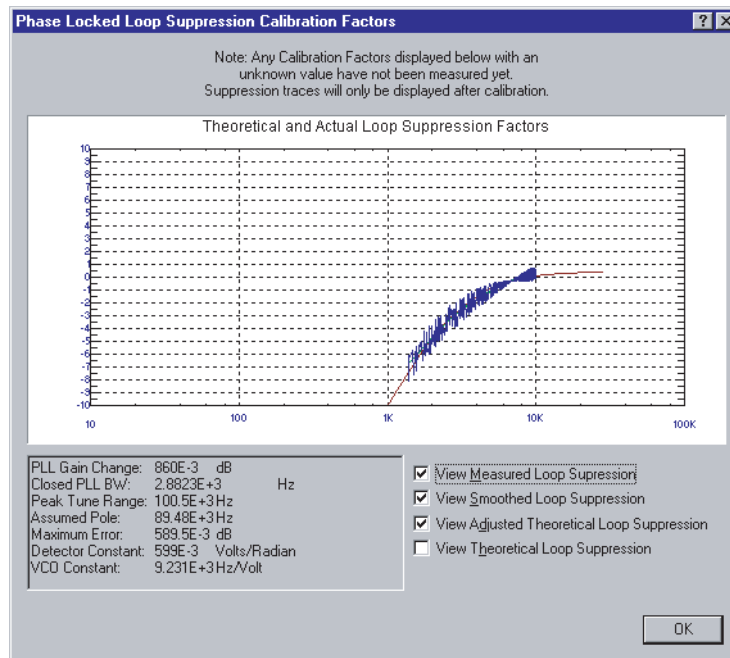 Phase Locked Loop Suppression Calibration Factors
Note: Any Calibration Factors displayed below with an
unknown value have not been measured yet.
Suppression traces will only be displayed after calibration.
Theoretical and Actual Loop Suppression Factors
10
9
8
7
6
5
4
3
2
1
0
-1
-2
-3
-4
-5
-6
-7
-8
-9
-10
10 100 1K 10K 100K
PLL Gain Change: 860E-3 dB
Closed PLL BW: 2.8823E+3 Hz
Peak Tune Range: 100.5E+3Hz
Assumed Pole: 89.48E+3Hz
Maximum Error: 589.5E-3 dB
Detector Constant: 599E-3 Volts/Radian
VCO Constant: 9.231E+3Hz/Volt
View Measured Loop Supression
View Smoothed Loop Suppression
View Adjusted Theoretical Loop Suppression
View Theoretical Loop Suppression
OK